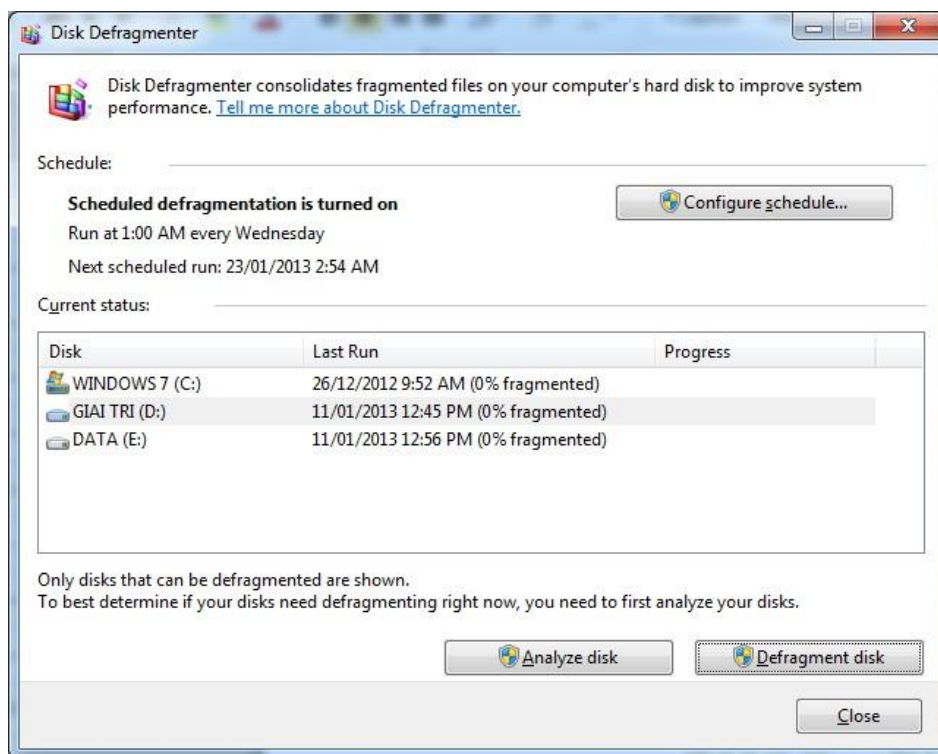 Disk Defragmenter
Disk Defragmenter consolidates fragmented files on your computer's hard disk to improve system
performance. Tell me more about Disk Defragmenter.
Schedule:
Scheduled defragmentation is turned on
Configure schedule...
Run at 1:00 AM every Wednesday
Next scheduled run: 23/01/2013 2:54 AM
Current status:
Disk Last Run Progress
WINDOWS 7 (C:) 26/12/2012 9:52 AM (0% fragmented)
GIAI TRI (D:) 11/01/2013 12:45 PM (0% fragmented)
DATA (E:) 11/01/2013 12:56 PM (0% fragmented)
Only disks that can be defragmented are shown.
To best determine if your disks need defragmenting right now, you need to first analyze your disks.
Analyze disk Defragment disk
Close